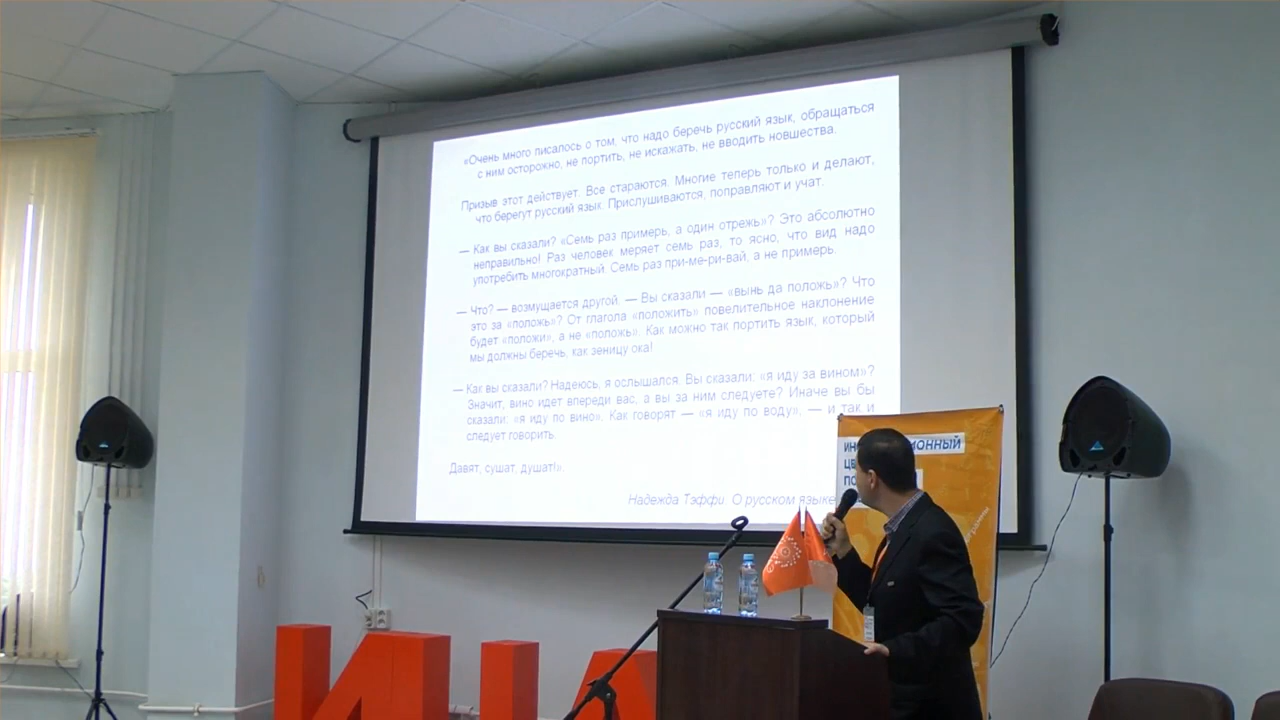 «Очень много писалось о том, что надо беречь русский язык, обращаться
с ним осторожно, не портить, не искажать, не вводить новшества.
Призыв этот действует. Все стараются. Многие теперь только и делают,
что берегут русский язык. Прислушиваются, поправляют и учат.
— Как вы сказали? «Семь раз примерь, а один отрежь»? Это абсолютно
неправильно! Раз человек меряет семь раз, то ясно, что вид надо
употребить многократный. Семь раз при-ме-ри-вай, а не примерь.
— Что? — возмущается другой. — Вы сказали — «вынь да положь»? Что
это за «положь»? От глагола «положить» повелительное наклонение
будет «положи», а не «положь». Как можно так портить язык, который
мы должны беречь, как зеницу ока!
— Как вы сказали? Надеюсь, я ослышался. Вы сказали: «я иду за вином»?
Значит, вино идет впереди вас, а вы за ним следуете? Иначе вы бы
сказали: «я иду по вино». Как говорят — «я иду по воду», — и так и
следует говорить.
Давят, сушат, душат!».
Надежда Тэффи. О русском языке